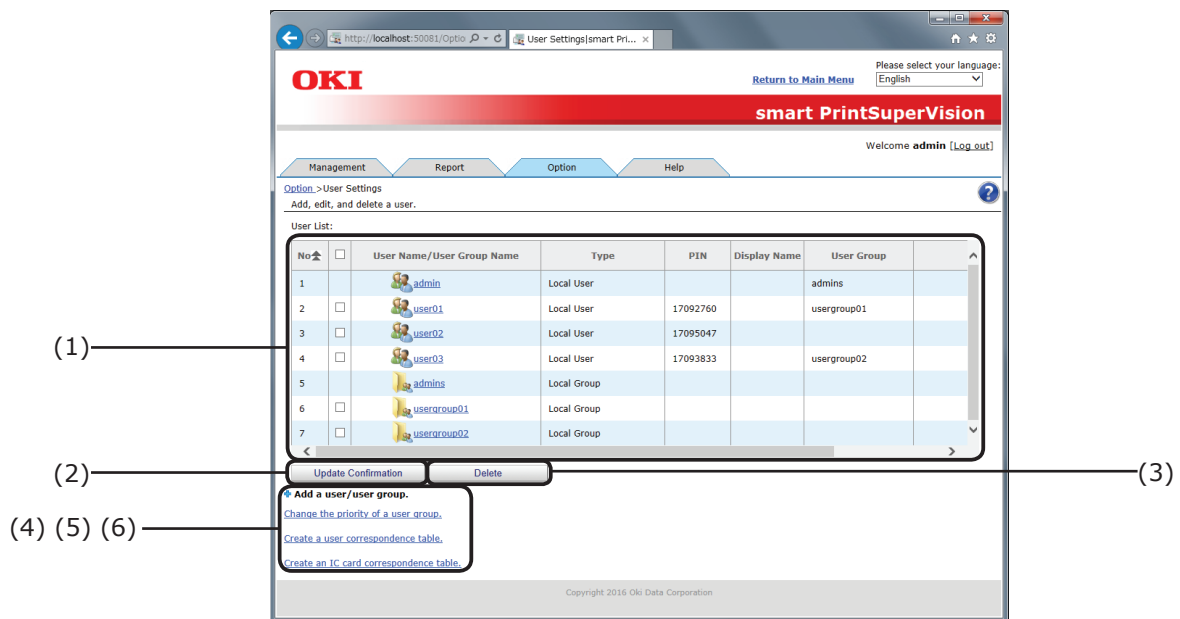 http://localhost:50081/Optio
User Settings|smart Pri...
OKI
Return to Main Menu
Please select your language:
English
smart PrintSuperVision
Welcome admin [Log out]
Management Report Option Help
Option >User Settings
Add, edit, and delete a user.
User List:
No User Name/User Group Name Type PIN Display Name User Group
1 admin Local User admins
2 user01 Local User 17092760 usergroup01
3 user02 Local User 17095047
4 user03 Local User 17093833 usergroup02
5 admins Local Group
6 usergroup01 Local Group
7 usergroup02 Local Group
(1)
Update Confirmation Delete
(2)
(3)
Add a user/user group.
Change the priority of a user group.
(4) (5) (6)
Create a user correspondence table.
Create an IC card correspondence table.
Copyright 2016 Oki Data Corporation